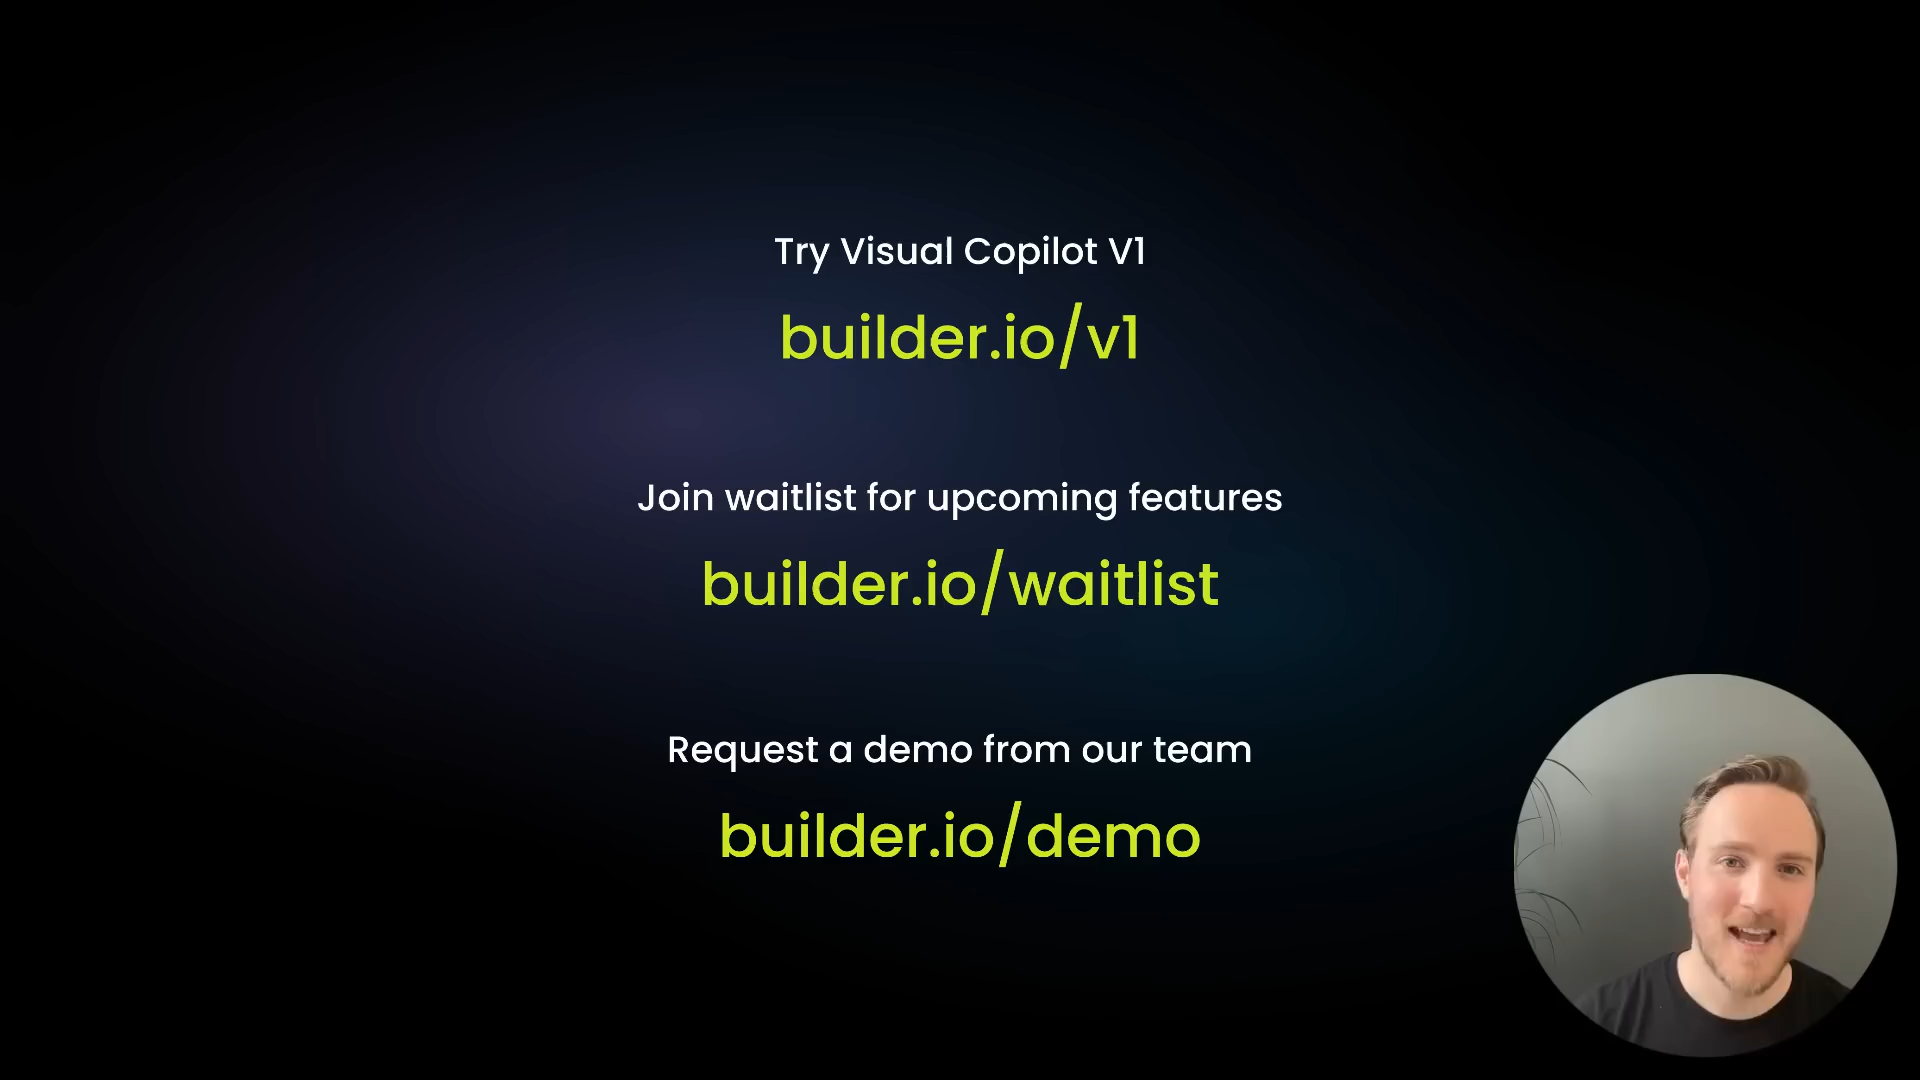 Try Visual Copilot V1
builder.io/v1
Join waitlist for upcoming features
builder.io/waitlist
Request a demo from our team
builder.io/demo